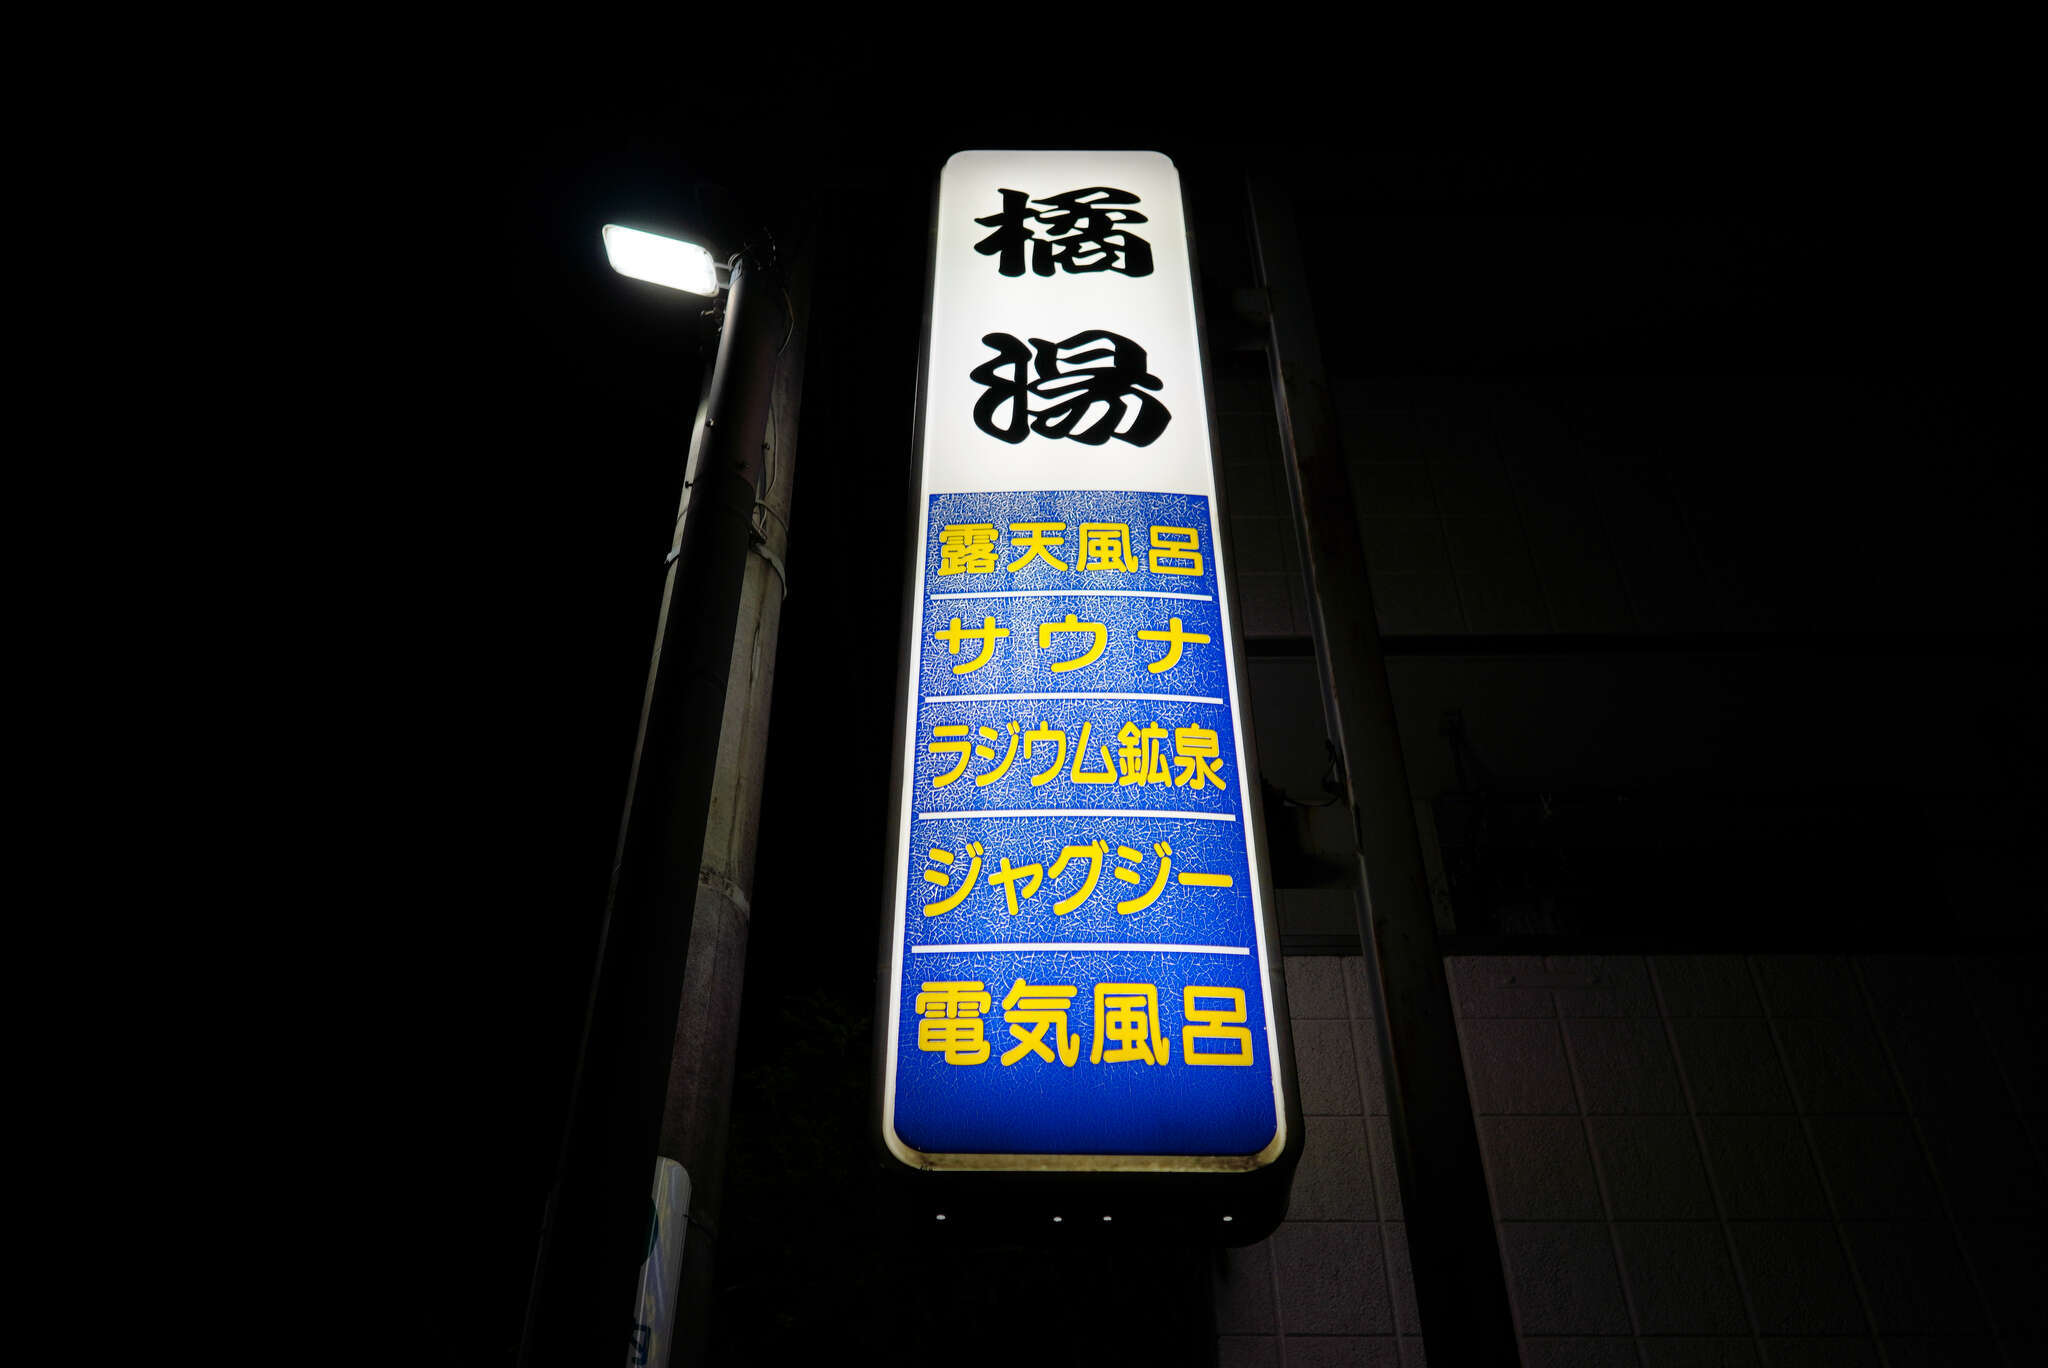 橘湯
露天風呂
サウナ
ラジウム鉱泉
ジャグジー
電気風呂